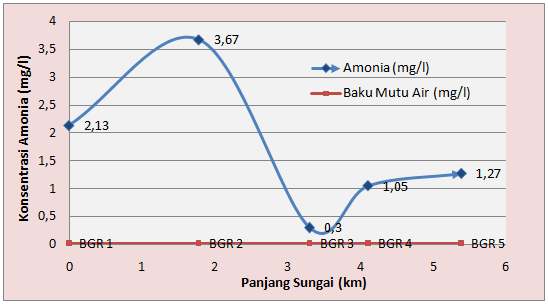 4
3,5
3
2,5
2
1,5
1
0,5
0
Konsentrasi Amonia (mg/l)
2,13
3,67
0,3
1,05
1,27
Amonia (mg/l)
Baku Mutu Air (mg/l)
BGR 1
BGR 2
BGR 3
BGR 4
BGR 5
0 1 2 3 4 5 6
Panjang Sungai (km)